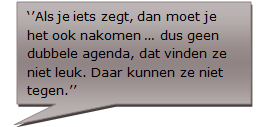 ‘’Als je iets zegt, dan moet je
het ook nakomen … dus geen
dubbele agenda, dat vinden ze
niet leuk. Daar kunnen ze niet
tegen.’’